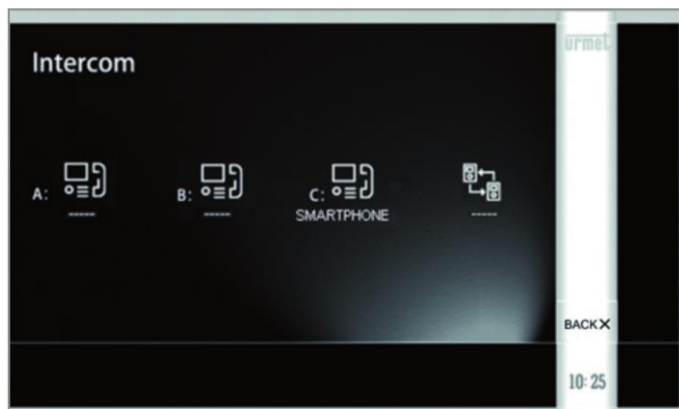 urmet
Intercom
A: -----
B: -----
C: SMARTPHONE
-----
BACK X
10:25